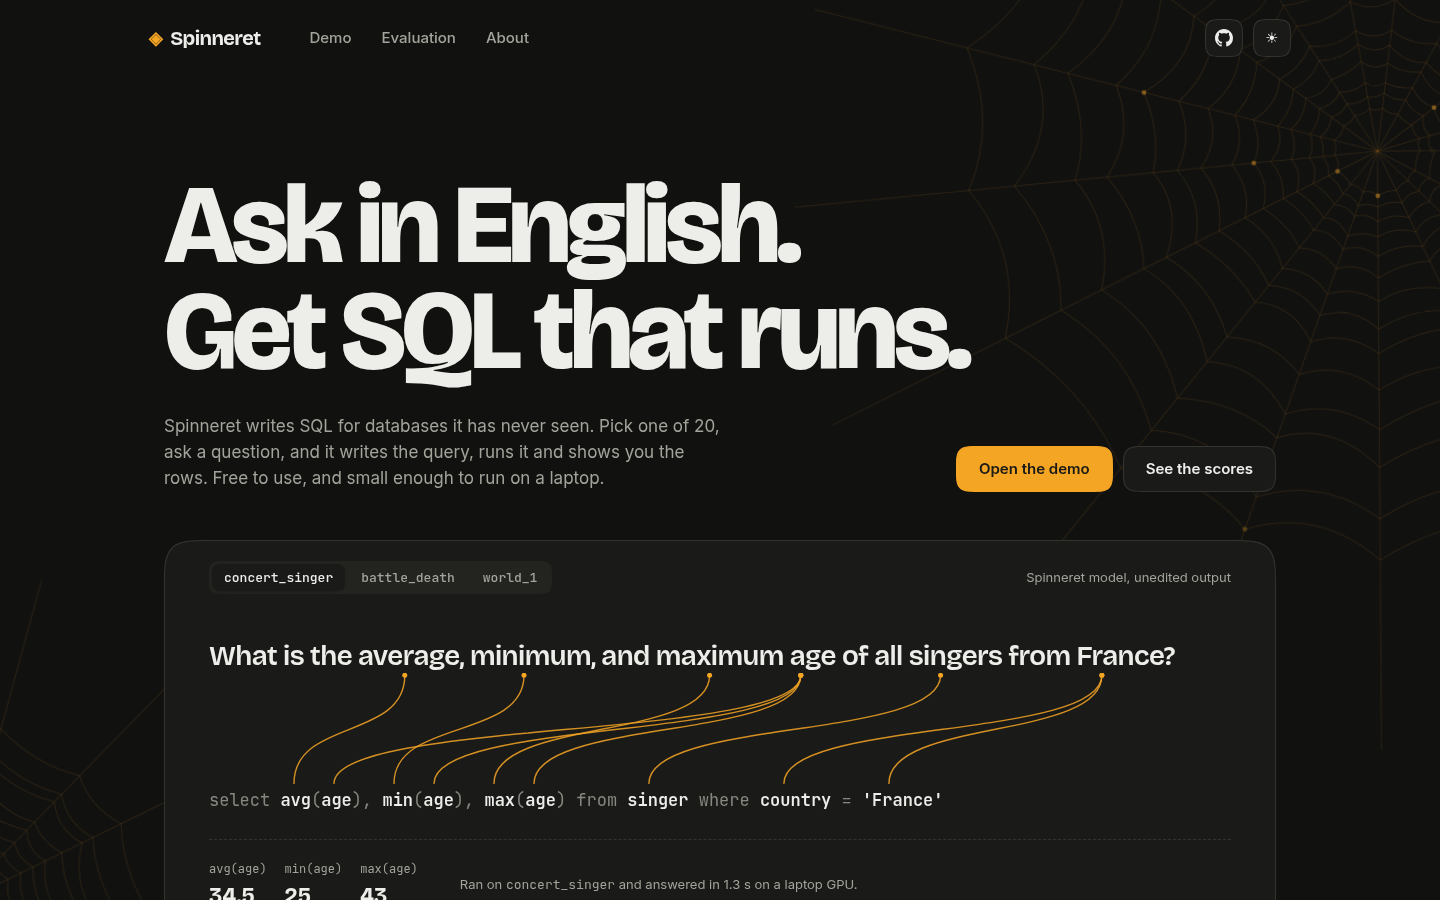 Spinneret
Demo
Evaluation
About
Ask in English.
Get SQL that runs.
Spinneret writes SQL for databases it has never seen. Pick one of 20,
ask a question, and it writes the query, runs it and shows you the
rows. Free to use, and small enough to run on a laptop.
Open the demo
See the scores
concert_singer
battle_death
world_1
Spinneret model, unedited output
What is the average, minimum, and maximum age of all singers from France?
select avg(age), min(age), max(age) from singer where country = 'France'
avg(age) min(age) max(age)
34.5 25 43
Ran on concert_singer and answered in 1.3 s on a laptop GPU.